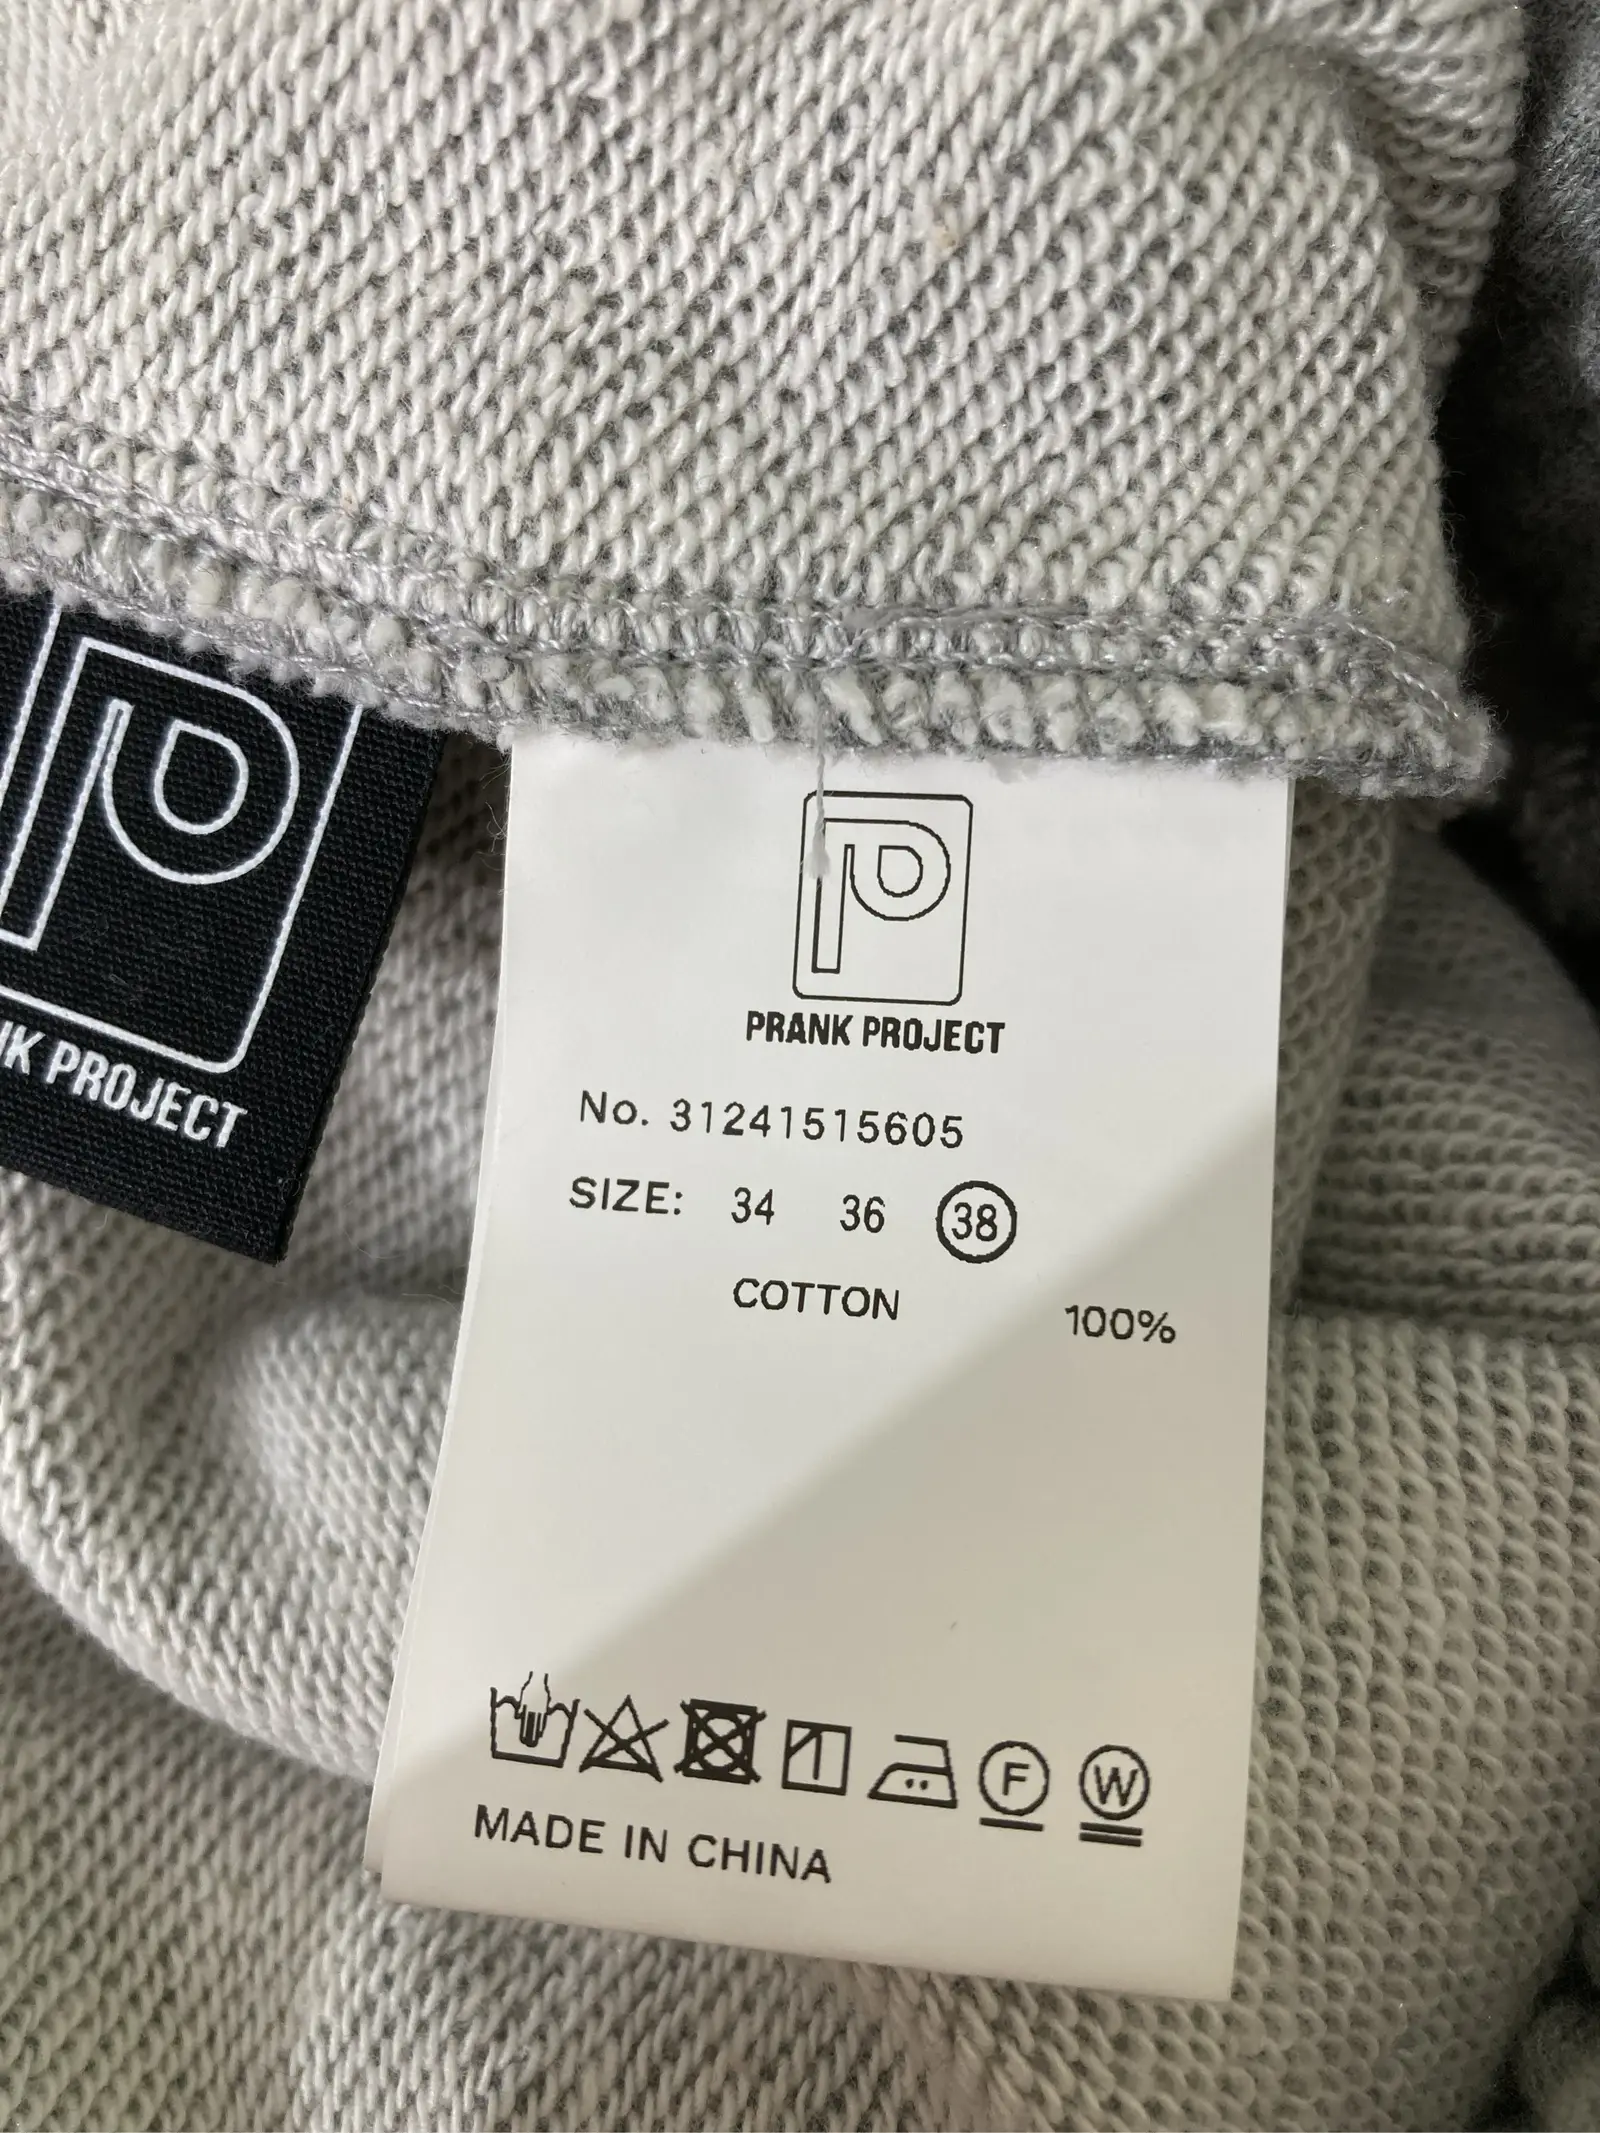 P
NK PROJECT
P
PRANK PROJECT
No. 31241515605
SIZE: 34 36 38
COTTON 100%
F W
MADE IN CHINA